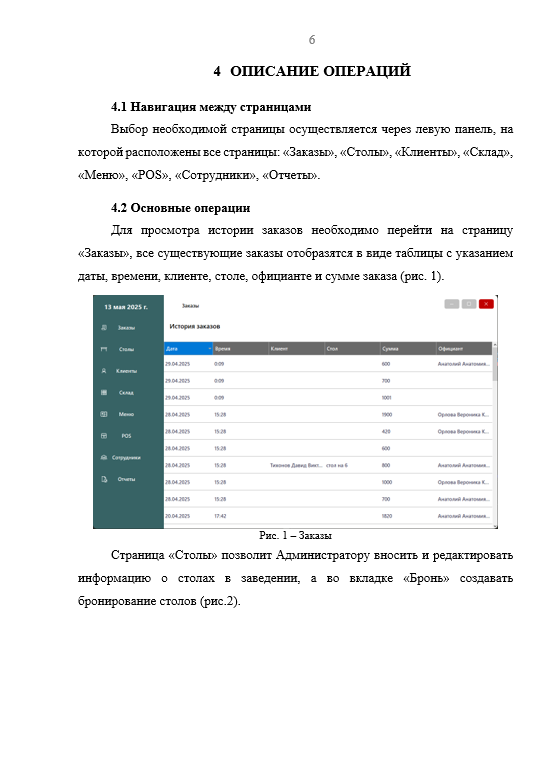 6
4 ОПИСАНИЕ ОПЕРАЦИЙ
4.1 Навигация между страницами
Выбор необходимой страницы осуществляется через левую панель, на
которой расположены все страницы: «Заказы», «Столы», «Клиенты», «Склад»,
«Меню», «POS», «Сотрудники», «Отчеты».
4.2 Основные операции
Для просмотра истории заказов необходимо перейти на страницу
«Заказы», все существующие заказы отобразятся в виде таблицы с указанием
даты, времени, клиенте, столе, официанте и сумме заказа (рис. 1).
13 мая 2025 г.
Заказы
Столы
Клиенты
Склад
Меню
POS
Сотрудники
Отчеты
Заказы
История заказов
Дата Время Клиент Стол Сумма Официант
29.04.2025 0:09 600 Анатолий Анатолия...
29.04.2025 0:09 700
29.04.2025 0:09 1001
28.04.2025 15:28 1900 Орлова Вероника К...
28.04.2025 15:28 420 Орлова Вероника К...
28.04.2025 15:28 600
28.04.2025 15:28 Тихонов Давид Викт... стол на 6 800 Анатолий Анатолия...
28.04.2025 15:28 1000 Орлова Вероника К...
28.04.2025 15:28 700 Анатолий Анатолия...
20.04.2025 17:42 1820 Анатолий Анатолия...
Рис. 1 – Заказы
Страница «Столы» позволит Администратору вносить и редактировать
информацию о столах в заведении, а во вкладке «Бронь» создавать
бронирование столов (рис.2).